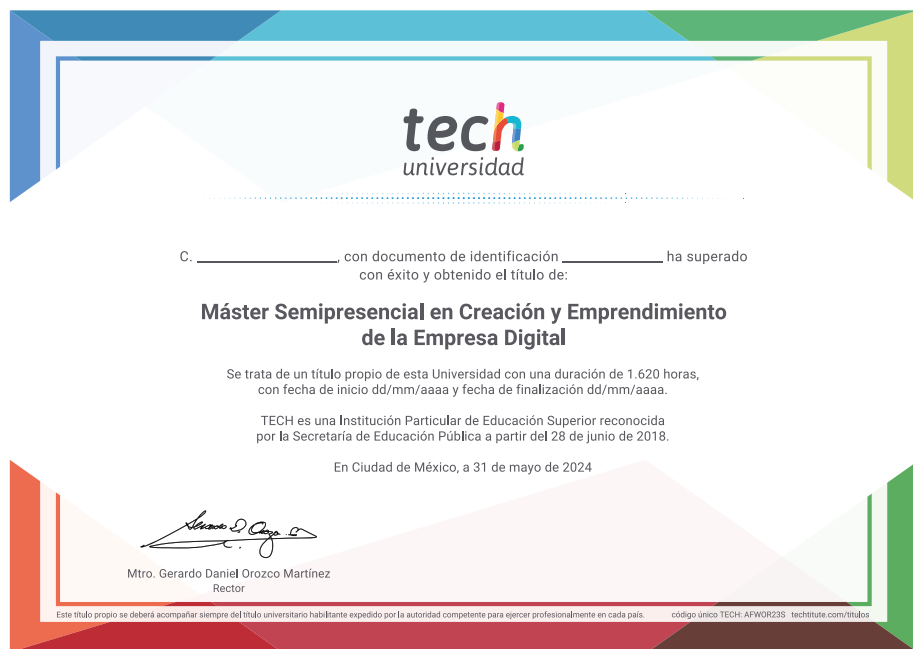 tech
universidad
C. ____________________, con documento de identificación ______________ ha superado
con éxito y obtenido el título de:
Máster Semipresencial en Creación y Emprendimiento
de la Empresa Digital
Se trata de un título propio de esta Universidad con una duración de 1.620 horas,
con fecha de inicio dd/mm/aaaa y fecha de finalización dd/mm/aaaa.
TECH es una Institución Particular de Educación Superior reconocida
por la Secretaría de Educación Pública a partir del 28 de junio de 2018.
En Ciudad de México, a 31 de mayo de 2024
Mtro. Gerardo Daniel Orozco Martínez
Rector
Este título propio se deberá acompañar siempre del título universitario habilitante expedido por la autoridad competente para ejercer profesionalmente en cada país. código único TECH: AFWOR23S techtitute.com/titulos